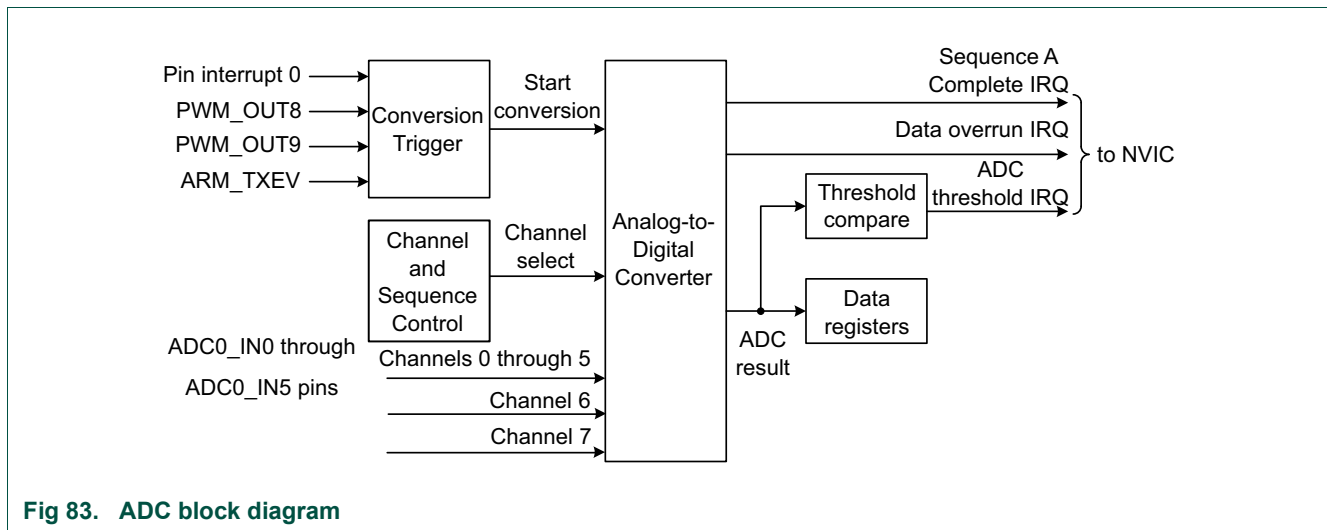 Pin interrupt 0
PWM_OUT8
PWM_OUT9
ARM_TXEV
Conversion
Trigger
Start
conversion
Channel
and
Sequence
Control
Channel
select
ADC0_IN0 through
ADC0_IN5 pins
Channels 0 through 5
Channel 6
Channel 7
Analog-to-
Digital
Converter
Sequence A
Complete IRQ
Data overrun IRQ
ADC
threshold IRQ
to NVIC
Threshold
compare
Data
registers
ADC
result
Fig 83. ADC block diagram